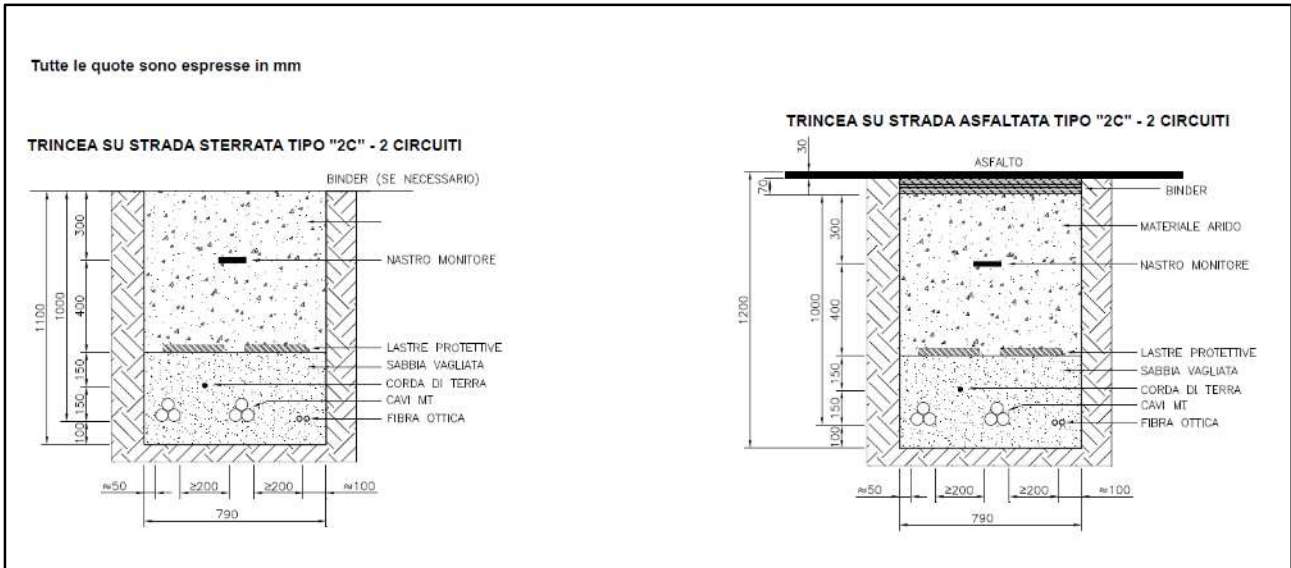 Tutte le quote sono espresse in mm
TRINCEA SU STRADA STERRATA TIPO "2C" - 2 CIRCUITI
BINDER (SE NECESSARIO)
300
NASTRO MONITORE
400
1000
1100
LASTRE PROTETTIVE
SABBIA VAGLIATA
150
CORDA DI TERRA
CAVI MT
150
FIBRA OTTICA
100
≈50
≥200
≥200
≈100
790
TRINCEA SU STRADA ASFALTATA TIPO "2C" - 2 CIRCUITI
30
ASFALTO
70
BINDER
300
MATERIALE ARIDO
NASTRO MONITORE
400
1000
1200
LASTRE PROTETTIVE
SABBIA VAGLIATA
150
CORDA DI TERRA
150
CAVI MT
FIBRA OTTICA
100
≈50
≥200
≥200
≈100
790